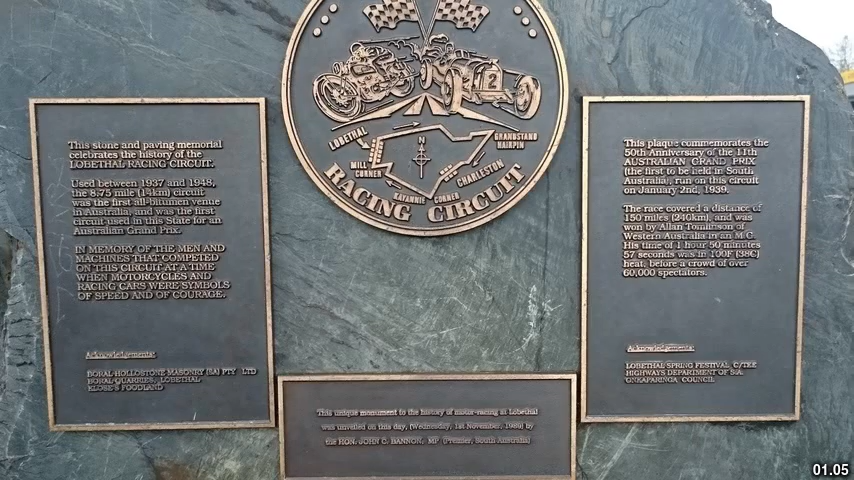 This stone and paving memorial
celebrates the history of the
LOBETHAL RACING CIRCUIT.
Used between 1937 and 1948,
the 8.75 mile (14km) circuit
was the first all-bitumen venue
in Australia, and was the first
circuit used in this State for an
Australian Grand Prix.
IN MEMORY OF THE MEN AND
MACHINES THAT COMPETED
ON THIS CIRCUIT AT A TIME
WHEN MOTORCYCLES AND
RACING CARS WERE SYMBOLS
OF SPEED AND OF COURAGE.
Acknowledgements:
BORAL HOLLOSTONE MASONRY (SA) PTY LTD
BORAL QUARRIES, LOBETHAL
KLOSE'S FOODLAND
2
LOBETHAL
GRANDSTAND
HAIRPIN
N
MILL
CORNER
CHARLESTON
KAYANNIE CORNER
RACING CIRCUIT
This plaque commemorates the
50th Anniversary of the 11th
AUSTRALIAN GRAND PRIX
(the first to be held in South
Australia), run on this circuit
on January 2nd, 1939.
The race covered a distance of
150 miles (240km), and was
won by Allan Tomlinson of
Western Australia in an M.G.
His time of 1 hour 50 minutes
57 seconds was in 100F (38C)
heat, before a crowd of over
60,000 spectators.
Acknowledgements:
LOBETHAL SPRING FESTIVAL C/TEE
HIGHWAYS DEPARTMENT OF S.A.
ONKAPARINGA COUNCIL
This unique monument to the history of motor-racing at Lobethal
was unveiled on this day, (Wednesday, 1st November, 1989) by
the HON. JOHN C. BANNON, MP (Premier, South Australia)
01.05